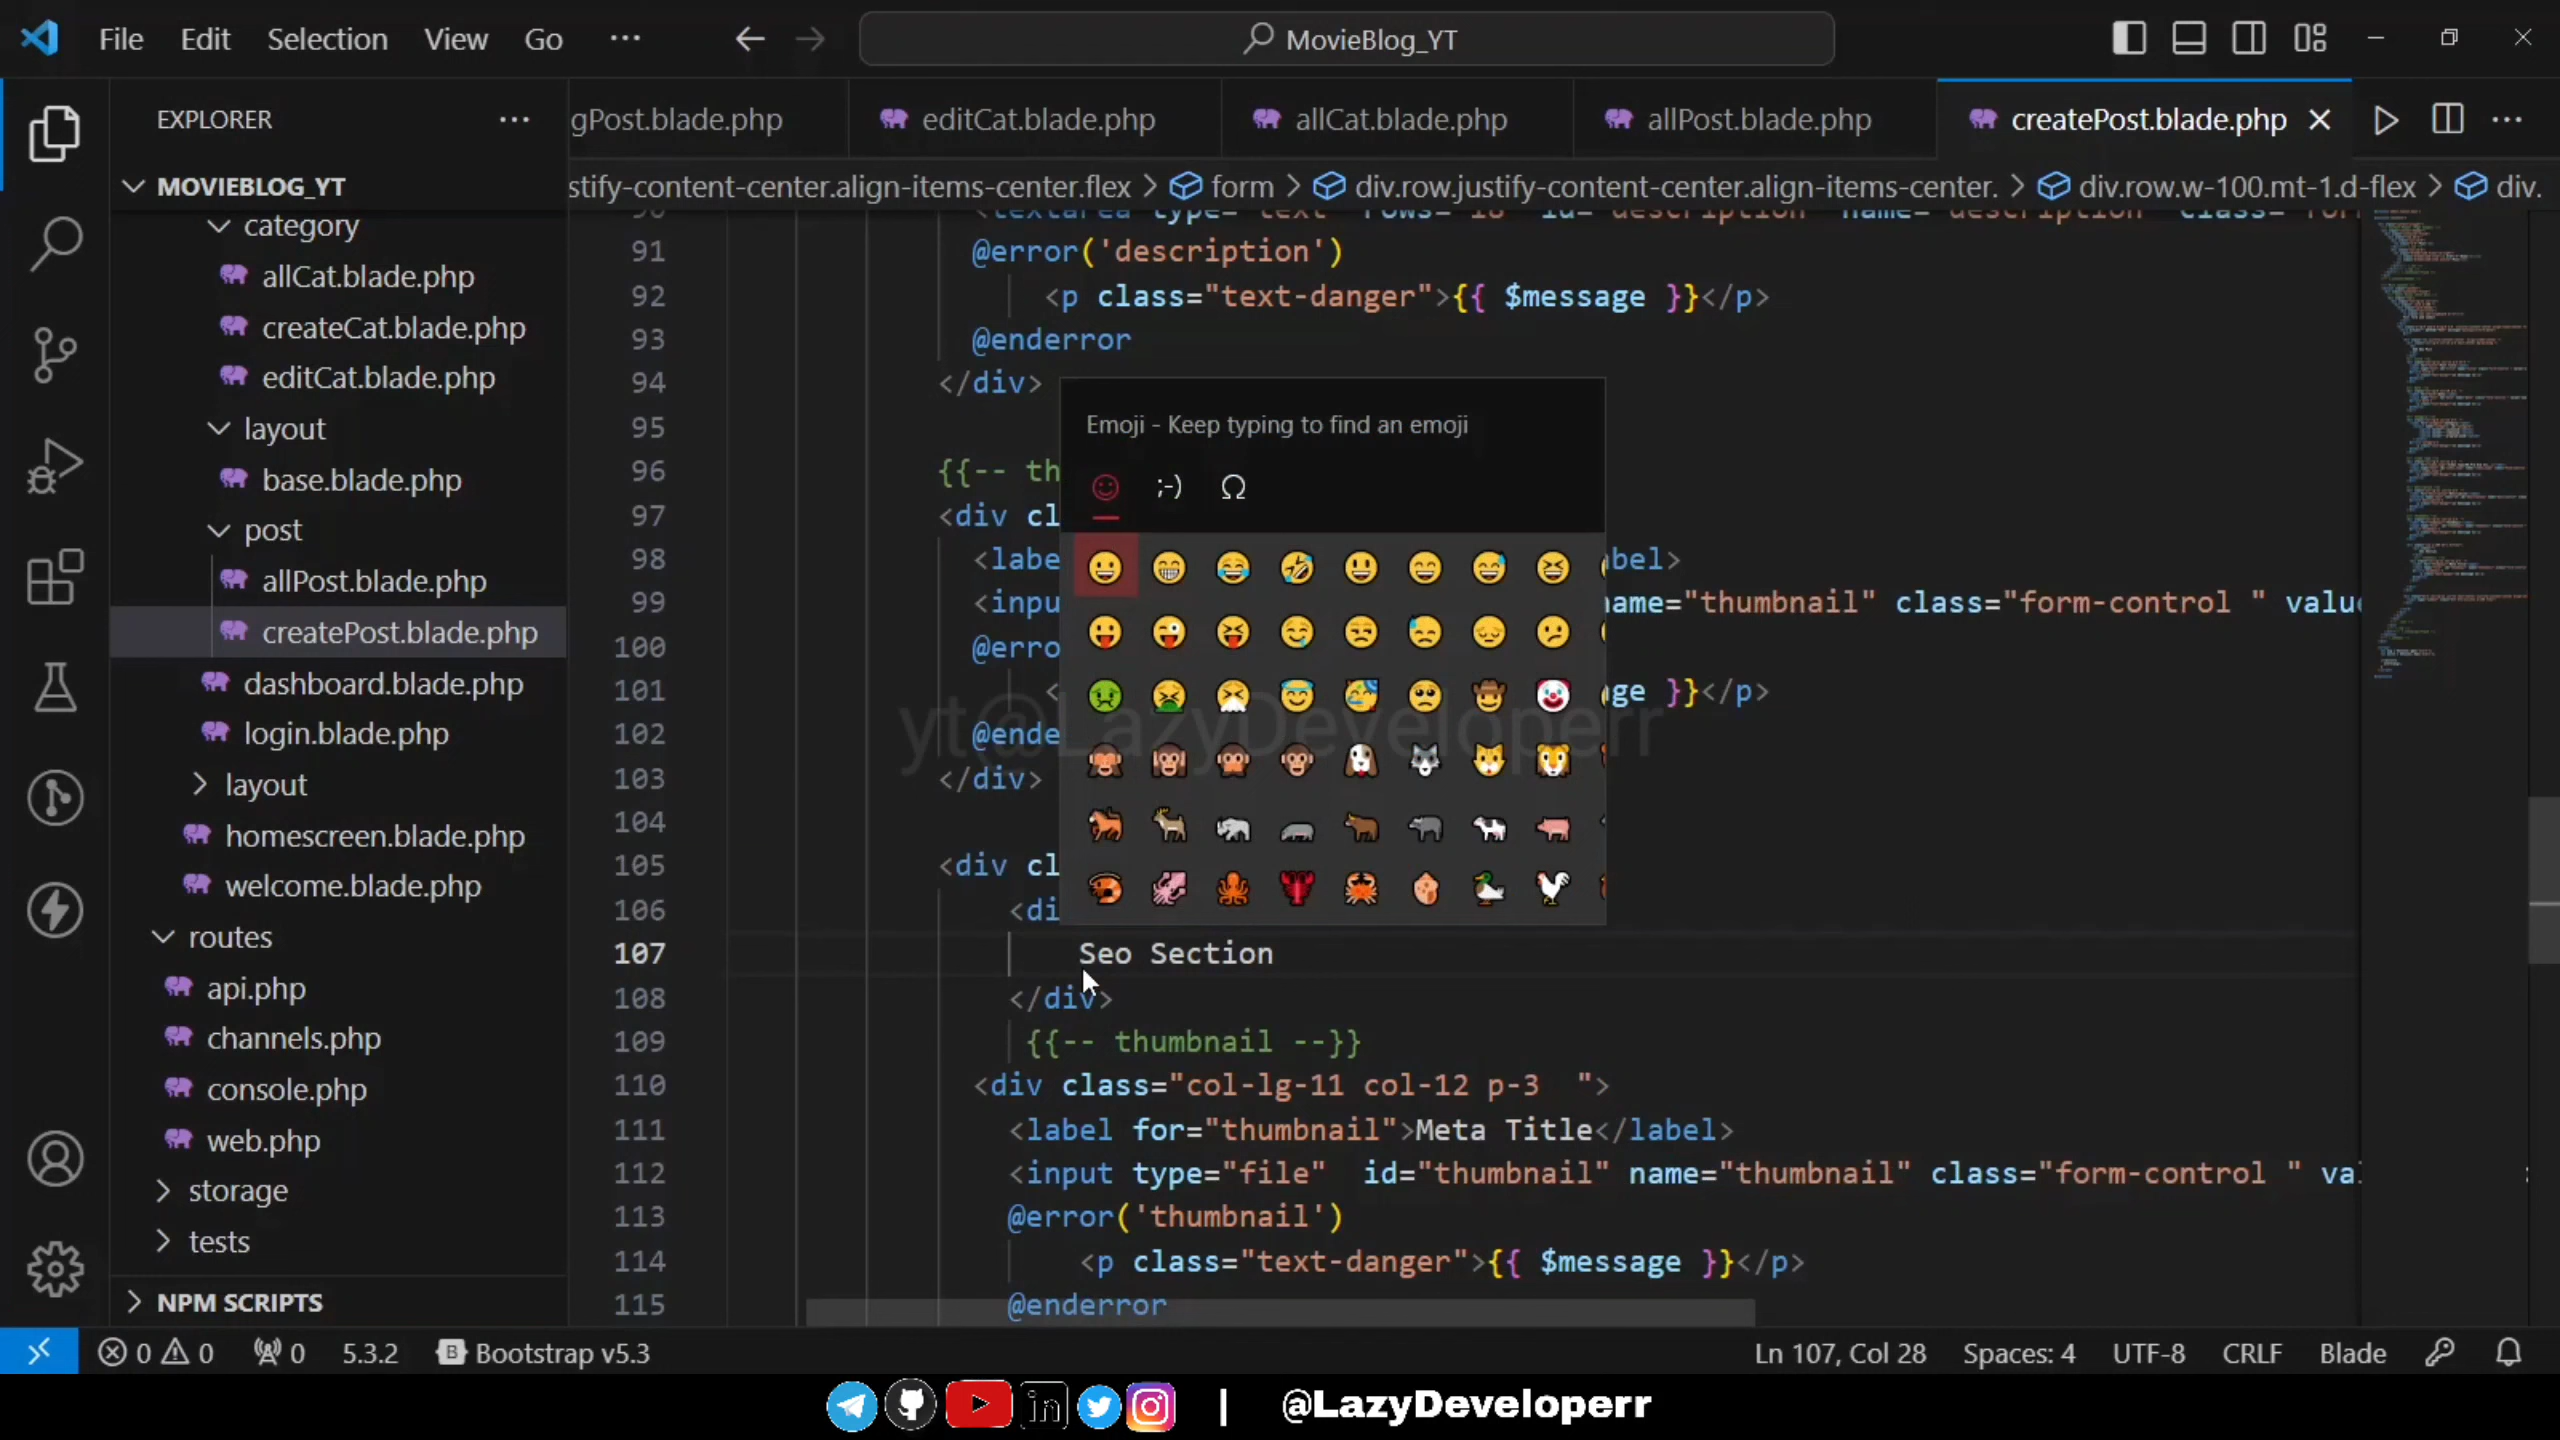 File Edit Selection View Go ··· MovieBlog_YT
EXPLORER ···
gPost.blade.php editCat.blade.php allCat.blade.php allPost.blade.php createPost.blade.php
stify-content-center.align-items-center.flex > form > div.row.justify-content-center.align-items-center. > div.row.w-100.mt-1.d-flex > div.
MOVIEBLOG_YT
category
allCat.blade.php
createCat.blade.php
editCat.blade.php
layout
base.blade.php
post
allPost.blade.php
createPost.blade.php
dashboard.blade.php
login.blade.php
layout
homescreen.blade.php
welcome.blade.php
routes
api.php
channels.php
console.php
web.php
storage
tests
NPM SCRIPTS
91 @error('description')
92 <p class="text-danger">{{ $message }}</p>
93 @enderror
94 </div>
95
96 {{-- th
97 <div cl
98 <labe bel>
99 <inpu name="thumbnail" class="form-control " valu
100 @erro
101 < ge }}</p>
102 @ende
103 </div>
104
105 <div cl
106 <di
107 Seo Section
108 </div>
109 {{-- thumbnail --}}
110 <div class="col-lg-11 col-12 p-3  ">
111 <label for="thumbnail">Meta Title</label>
112 <input type="file"  id="thumbnail" name="thumbnail" class="form-control " va
113 @error('thumbnail')
114 <p class="text-danger">{{ $message }}</p>
115 @enderror
Emoji - Keep typing to find an emoji
;-) Ω
yt@LazyDeveloperr
0 0 0 5.3.2 B Bootstrap v5.3 Ln 107, Col 28 Spaces: 4 UTF-8 CRLF Blade
in | @LazyDeveloperr